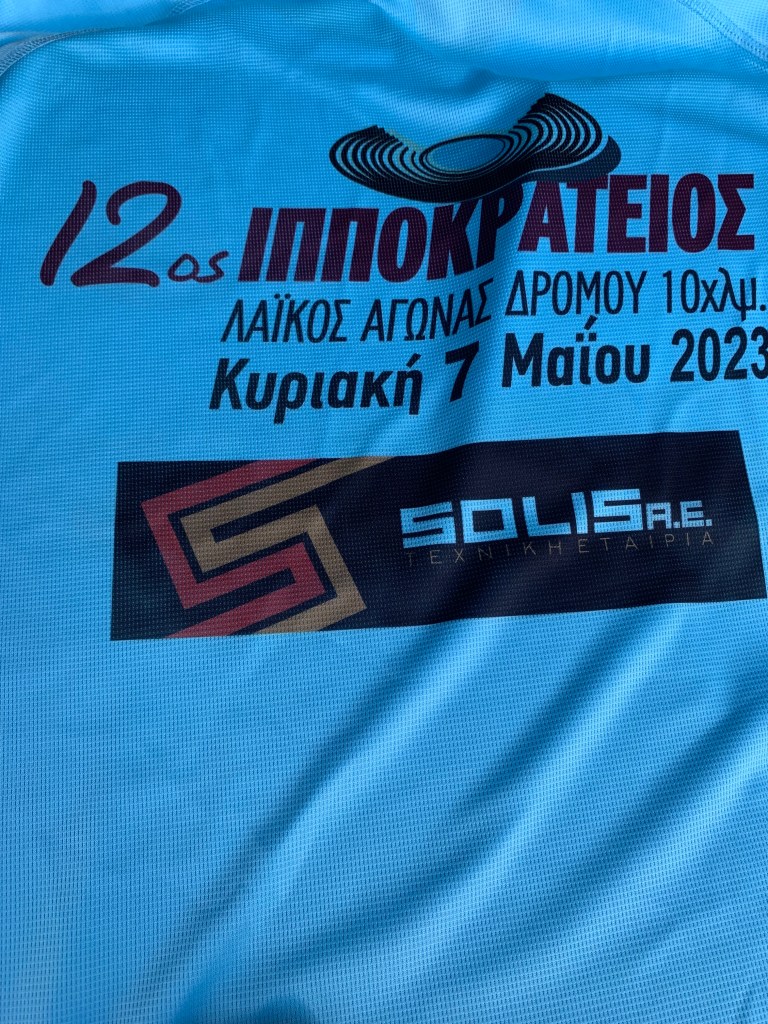 12ος ΙΠΠΟΚΡΑΤΕΙΟΣ
ΛΑΪΚΟΣ ΑΓΩΝΑΣ ΔΡΟΜΟΥ 10χλμ.
Κυριακή 7 Μαΐου 2023
SOLIS A.E.
ΤΕΧΝΙΚΗ ΕΤΑΙΡΙΑ